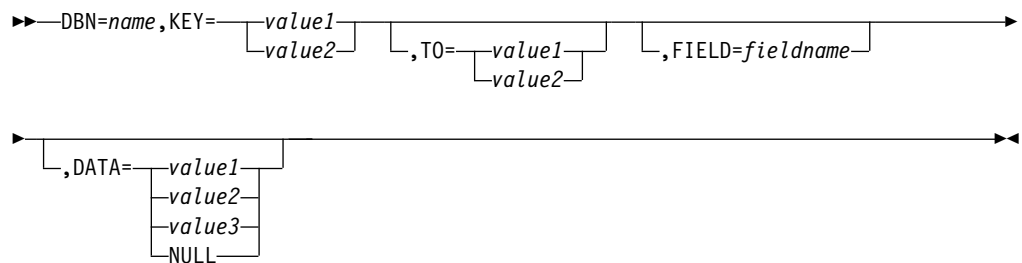 DBN=name,KEY= value1
value2
,TO= value1
value2
,FIELD=fieldname
,DATA= value1
value2
value3
NULL